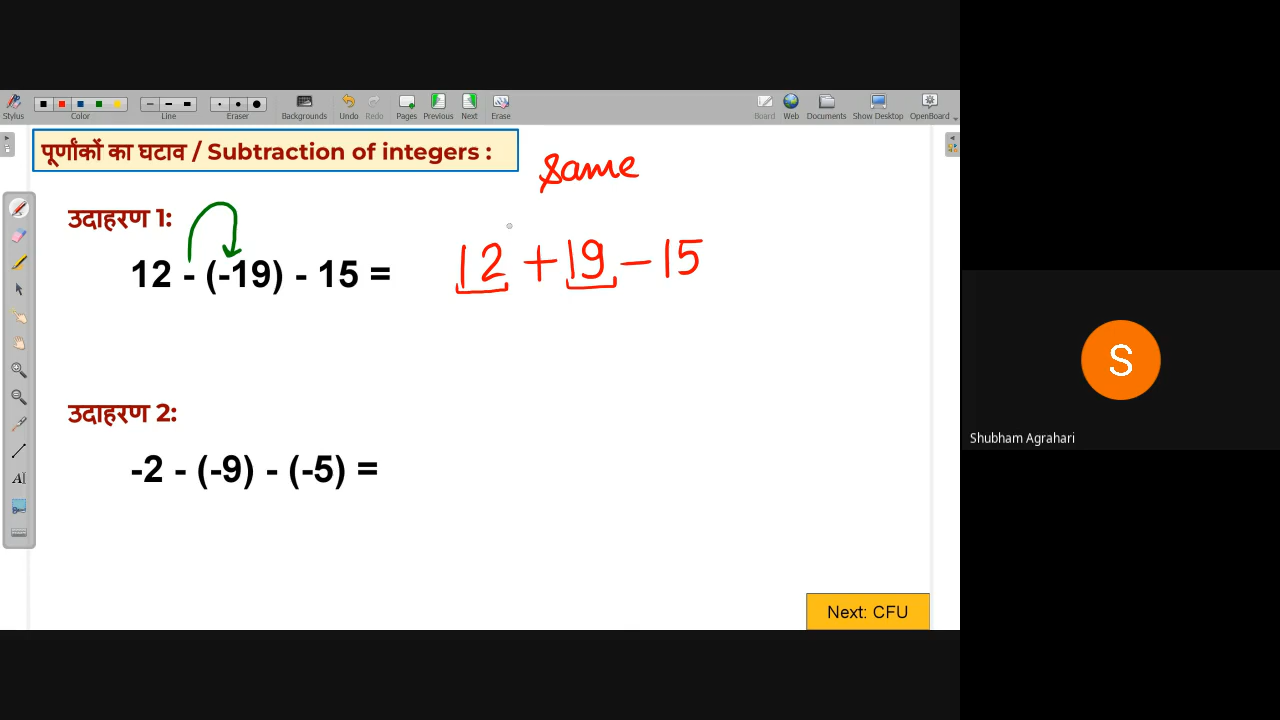 Stylus
Color
Line
Eraser
Backgrounds
Undo
Redo
Pages
Previous
Next
Erase
Board
Web
Documents
Show Desktop
OpenBoard
पूर्णांकों का घटाव / Subtraction of integers :
Same
उदाहरण 1:
12 - (-19) - 15 =
12 + 19 - 15
उदाहरण 2:
-2 - (-9) - (-5) =
Next: CFU
S
Shubham Agrahari